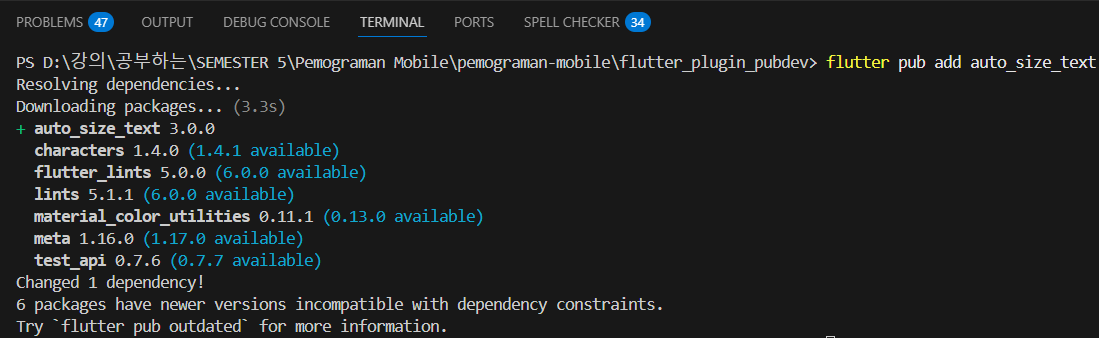 PROBLEMS 47 OUTPUT DEBUG CONSOLE TERMINAL PORTS SPELL CHECKER 34
PS D:\강의\공부하는\SEMESTER 5\Pemograman Mobile\pemograman-mobile\flutter_plugin_pubdev> flutter pub add auto_size_text
Resolving dependencies...
Downloading packages... (3.3s)
+ auto_size_text 3.0.0
characters 1.4.0 (1.4.1 available)
flutter_lints 5.0.0 (6.0.0 available)
lints 5.1.1 (6.0.0 available)
material_color_utilities 0.11.1 (0.13.0 available)
meta 1.16.0 (1.17.0 available)
test_api 0.7.6 (0.7.7 available)
Changed 1 dependency!
6 packages have newer versions incompatible with dependency constraints.
Try `flutter pub outdated` for more information.